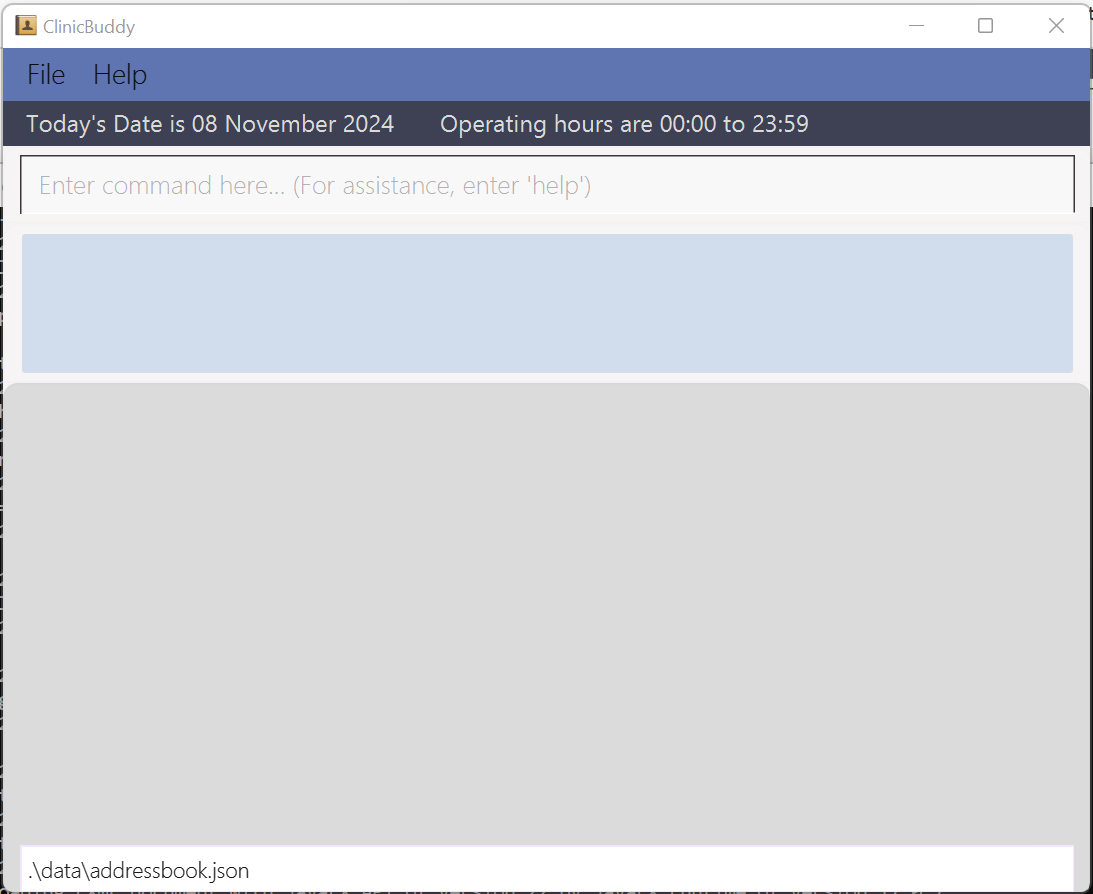 ClinicBuddy
File Help
Today's Date is 08 November 2024 Operating hours are 00:00 to 23:59
Enter command here... (For assistance, enter 'help')
.\data\addressbook.json